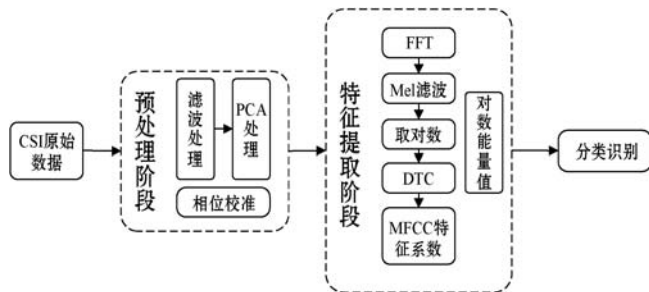 CSI原始
数据
预处理阶段
滤波处理
PCA
处理
相位校准
特征提取阶段
FFT
Mel滤波
取对数
DTC
MFCC特
征系数
对数能量值
分类识别